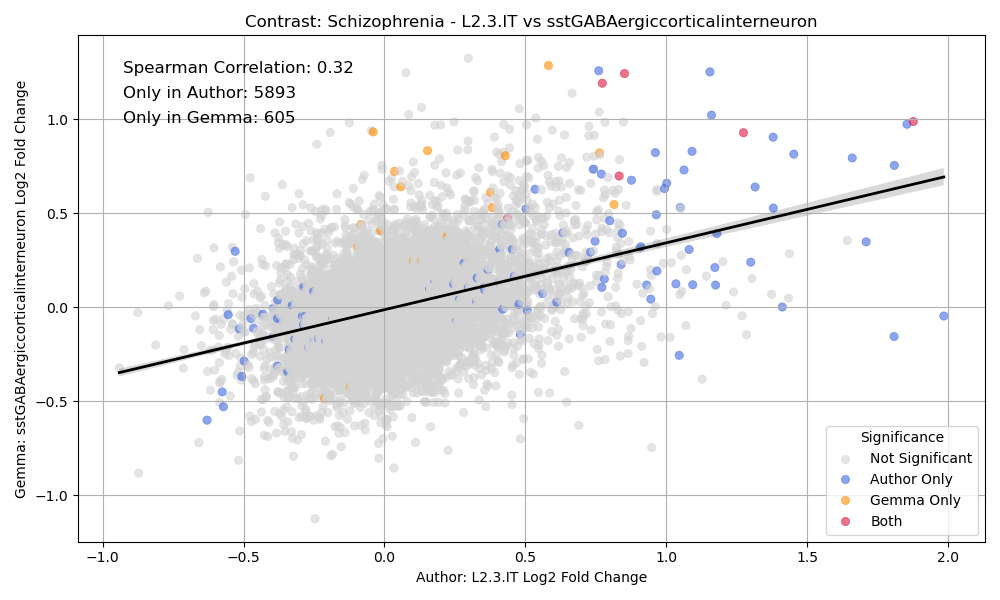 Contrast: Schizophrenia - L2.3.IT vs sstGABAergiccorticalinterneuron
Spearman Correlation: 0.32
Only in Author: 5893
Only in Gemma: 605
Gemma: sstGABAergiccorticalinterneuron Log2 Fold Change
1.0
0.5
0.0
−0.5
−1.0
Significance
Not Significant
Author Only
Gemma Only
Both
−1.0 −0.5 0.0 0.5 1.0 1.5 2.0
Author: L2.3.IT Log2 Fold Change